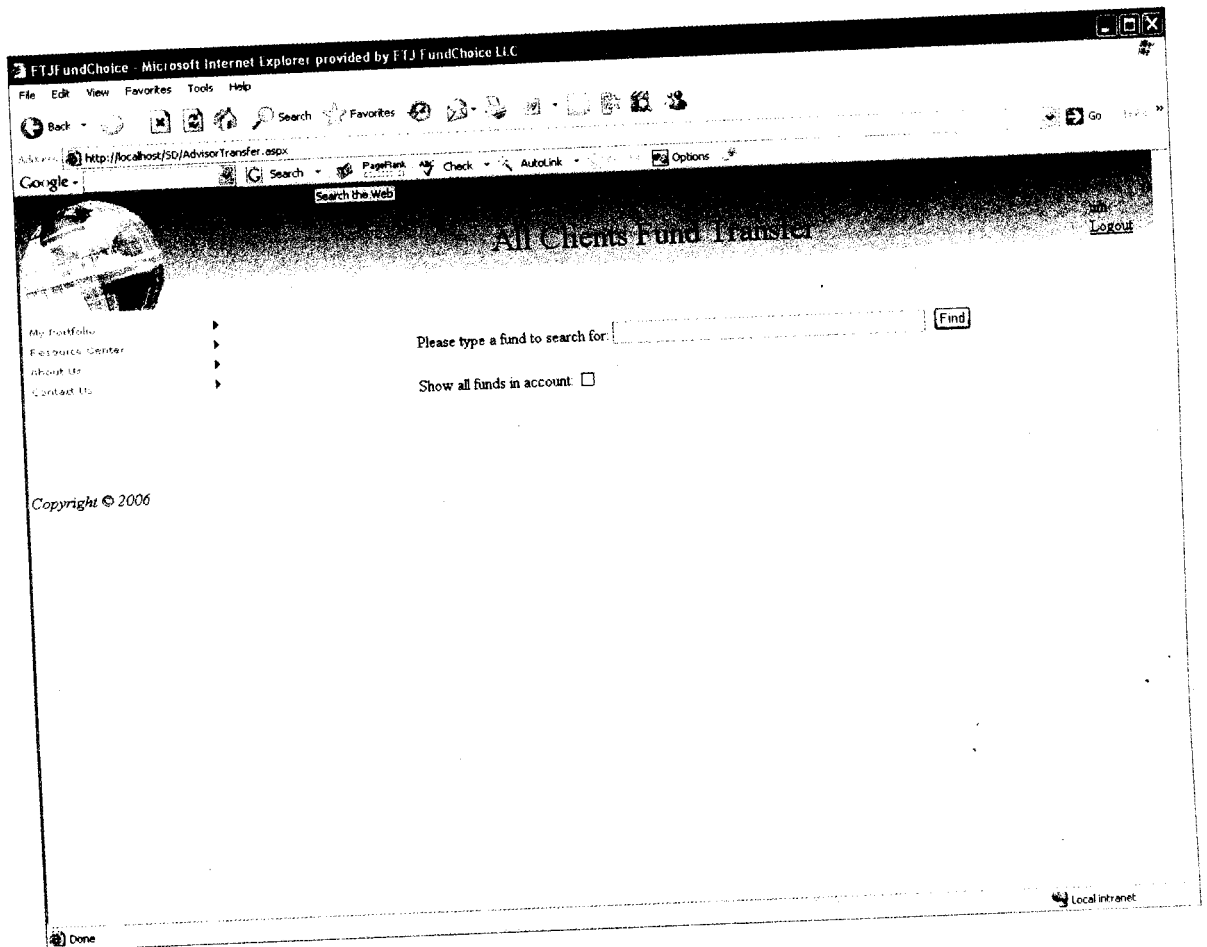 FTJFundChoice - Microsoft Internet Explorer provided by FTJ FundChoice LLC
File Edit View Favorites Tools Help
Back Search Favorites
Address http://localhost/SD/AdvisorTransfer.aspx Go
Google Search PageRank Check AutoLink Options
Search the Web
All Clients Fund Transfer
Logout
My Portfolio
Resource Center
About Us
Contact Us
Please type a fund to search for: Find
Show all funds in account:
Copyright © 2006
Done Local intranet